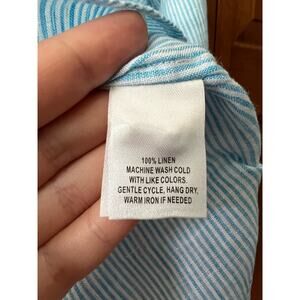 100% LINEN
MACHINE WASH COLD
WITH LIKE COLORS.
GENTLE CYCLE, HANG DRY,
WARM IRON IF NEEDED